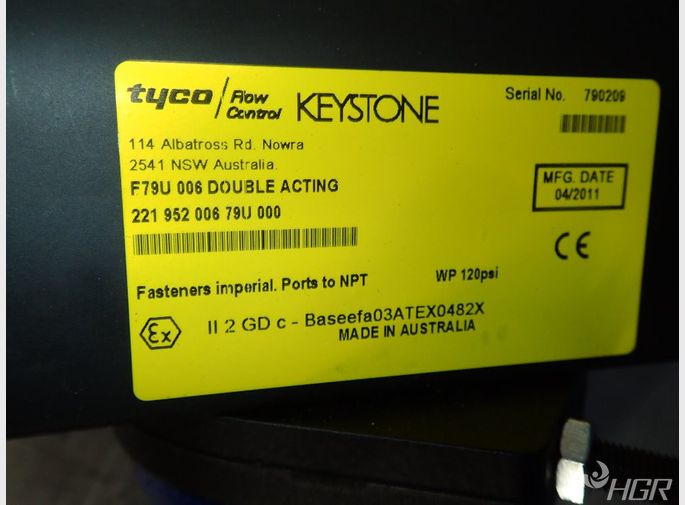 tyco / Flow Control KEYSTONE
Serial No. 790209
114 Albatross Rd. Nowra
2541 NSW Australia.
F79U 006 DOUBLE ACTING
221 952 006 79U 000
MFG. DATE
04/2011
CE
Fasteners imperial. Ports to NPT WP 120psi
Ex II 2 GD c - Baseefa03ATEX0482X
MADE IN AUSTRALIA
HGR